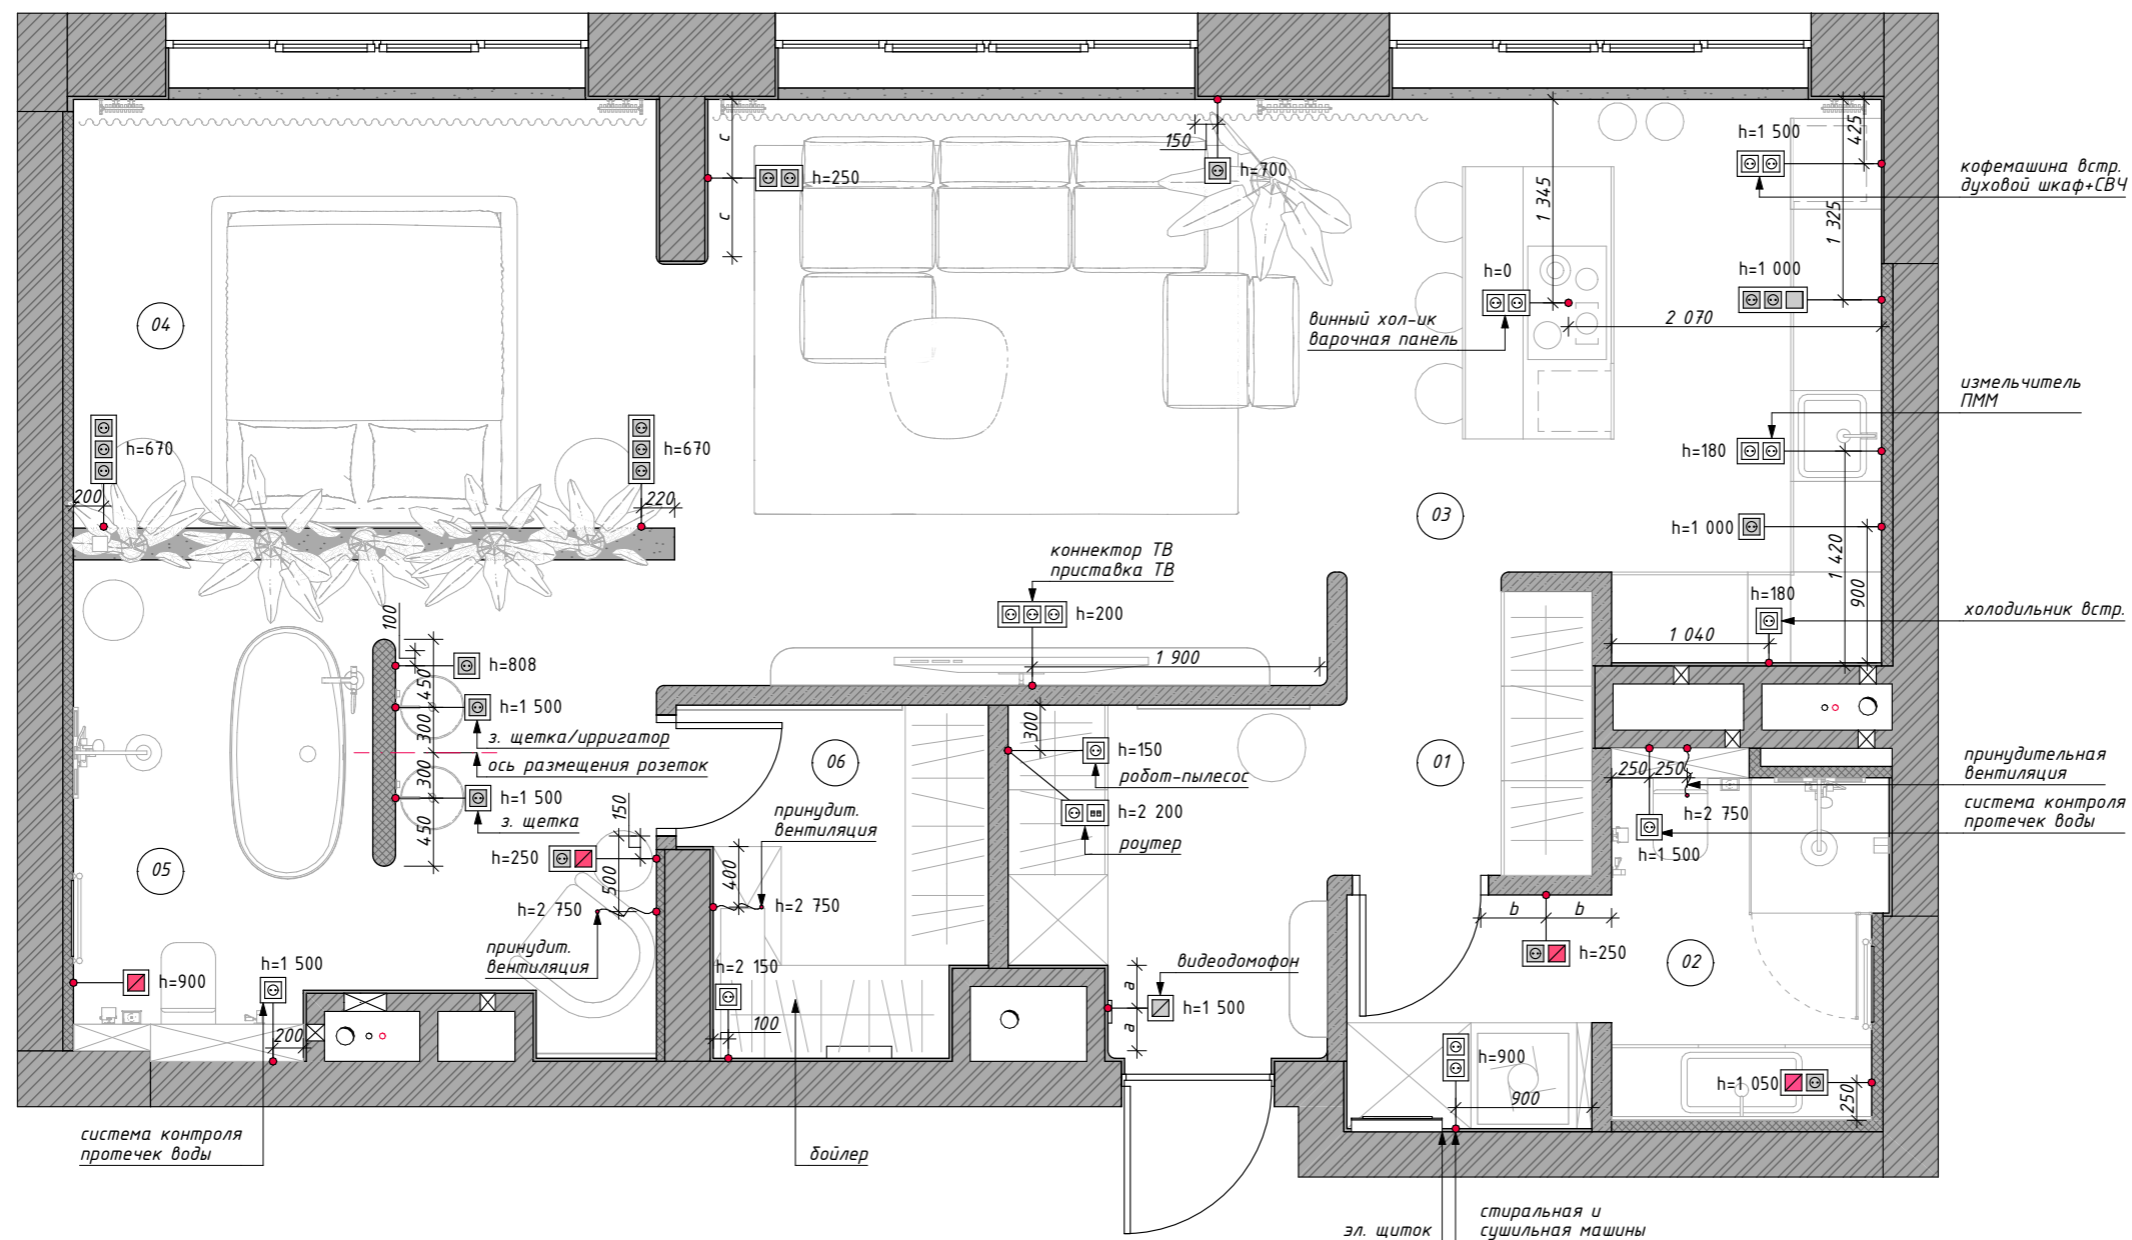 c
c
h=250
150
h=700
1 345
h=0
винный хол-ик
варочная панель
2 070
h=1 500
425
1 325
h=1 000
кофемашина встр.
духовой шкаф+СВЧ
04
h=670
200
h=670
220
03
h=180
измельчитель
ПММ
h=1 000
1 420
900
h=180
1 040
холодильник встр.
коннектор ТВ
приставка ТВ
h=200
1 900
100
450
300
300
450
h=808
h=1 500
з. щетка/ирригатор
ось размещения розеток
h=1 500
з. щетка
05
h=250
150
500
h=2 750
принудит.
вентиляция
h=900
h=1 500
200
система контроля
протечек воды
06
принудит.
вентиляция
400
h=2 750
h=2 150
100
бойлер
300
h=150
робот-пылесос
h=2 200
роутер
01
видеодомофон
a
a
h=1 500
250
250
h=2 750
h=1 500
принудительная
вентиляция
система контроля
протечек воды
b
b
h=250
02
h=900
900
h=1 050
250
эл. щиток
стиральная и
сушильная машины